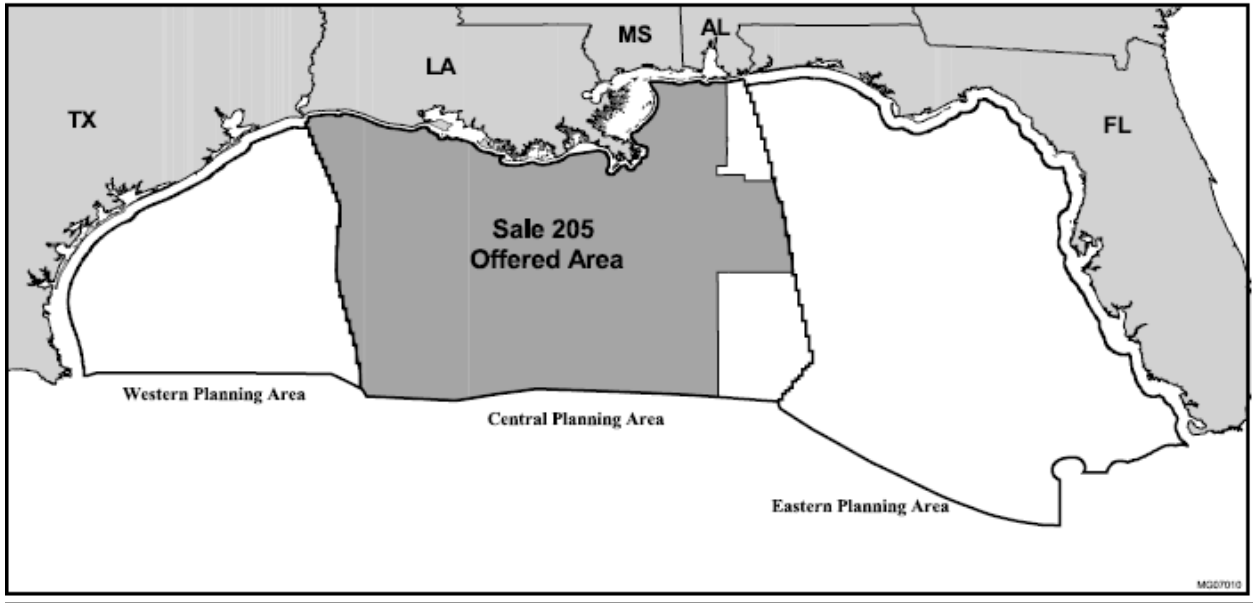 MS
AL
LA
TX
FL
Sale 205
Offered Area
Western Planning Area
Central Planning Area
Eastern Planning Area
MG07010